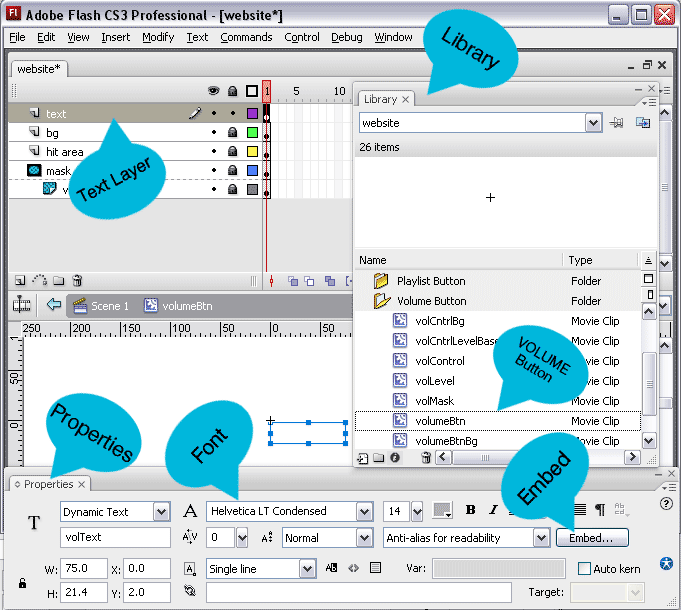 Fl Adobe Flash CS3 Professional - [website*]
File Edit View Insert Modify Text Commands Control Debug Window
Library
website*
1 5 10
Library
text
website
bg
26 items
hit area
mask
Text Layer
v
Name Type
Playlist Button Folder
Volume Button Folder
Scene 1 volumeBtn
volCntrlBg Movie Clip
250 200 150 100 50 0 50
volCntrlLevelBase Movie Clip
VOLUME
Button
volControl Movie Clip
volLevel Movie Clip
50
volMask Movie Clip
volumeBtn Movie Clip
0
volumeBtnBg Movie Clip
Properties
Font
Embed
Properties
T Dynamic Text A Helvetica LT Condensed 14 B I
volText A|V 0 Normal Anti-alias for readability Embed...
W: 75.0 X: 0.0 Single line AB Var: Auto kern
H: 21.4 Y: 2.0 Target: